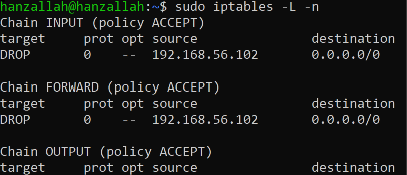 hanzallah@hanzallah:~$ sudo iptables -L -n
Chain INPUT (policy ACCEPT)
target     prot opt source               destination
DROP       0    --  192.168.56.102       0.0.0.0/0

Chain FORWARD (policy ACCEPT)
target     prot opt source               destination
DROP       0    --  192.168.56.102       0.0.0.0/0

Chain OUTPUT (policy ACCEPT)
target     prot opt source               destination